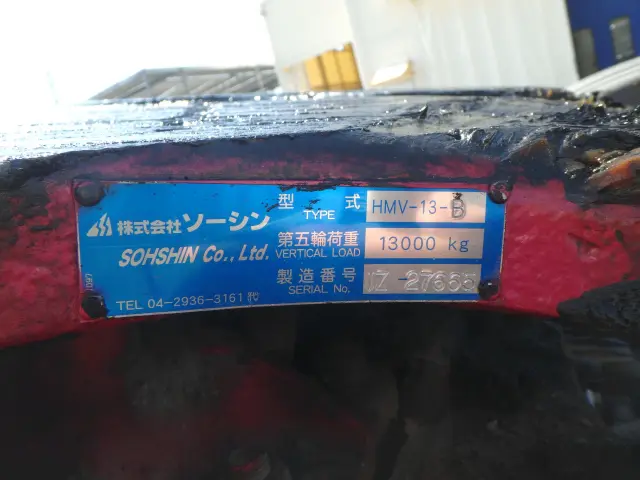 型 式 HMV-13-B
TYPE
株式会社ソーシン
SOHSHIN Co., Ltd.
第五輪荷重 13000 kg
VERTICAL LOAD
製造番号
SERIAL No.
TEL 04-2936-3161 ㈹